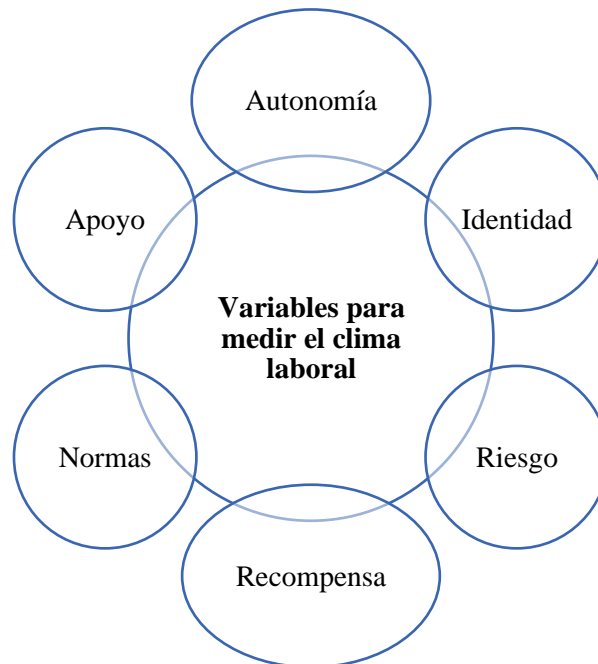 Autonomía
Apoyo
Identidad
Variables para
medir el clima
laboral
Normas
Riesgo
Recompensa